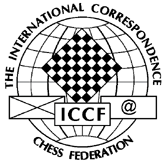 THE INTERNATIONAL CORRESPONDENCE
ICCF
@
CHESS FEDERATION